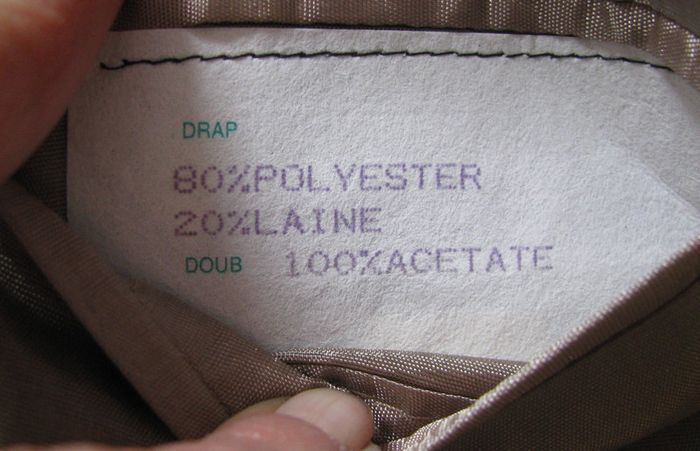 DRAP
80%POLYESTER
20%LAINE
DOUB 100%ACETATE